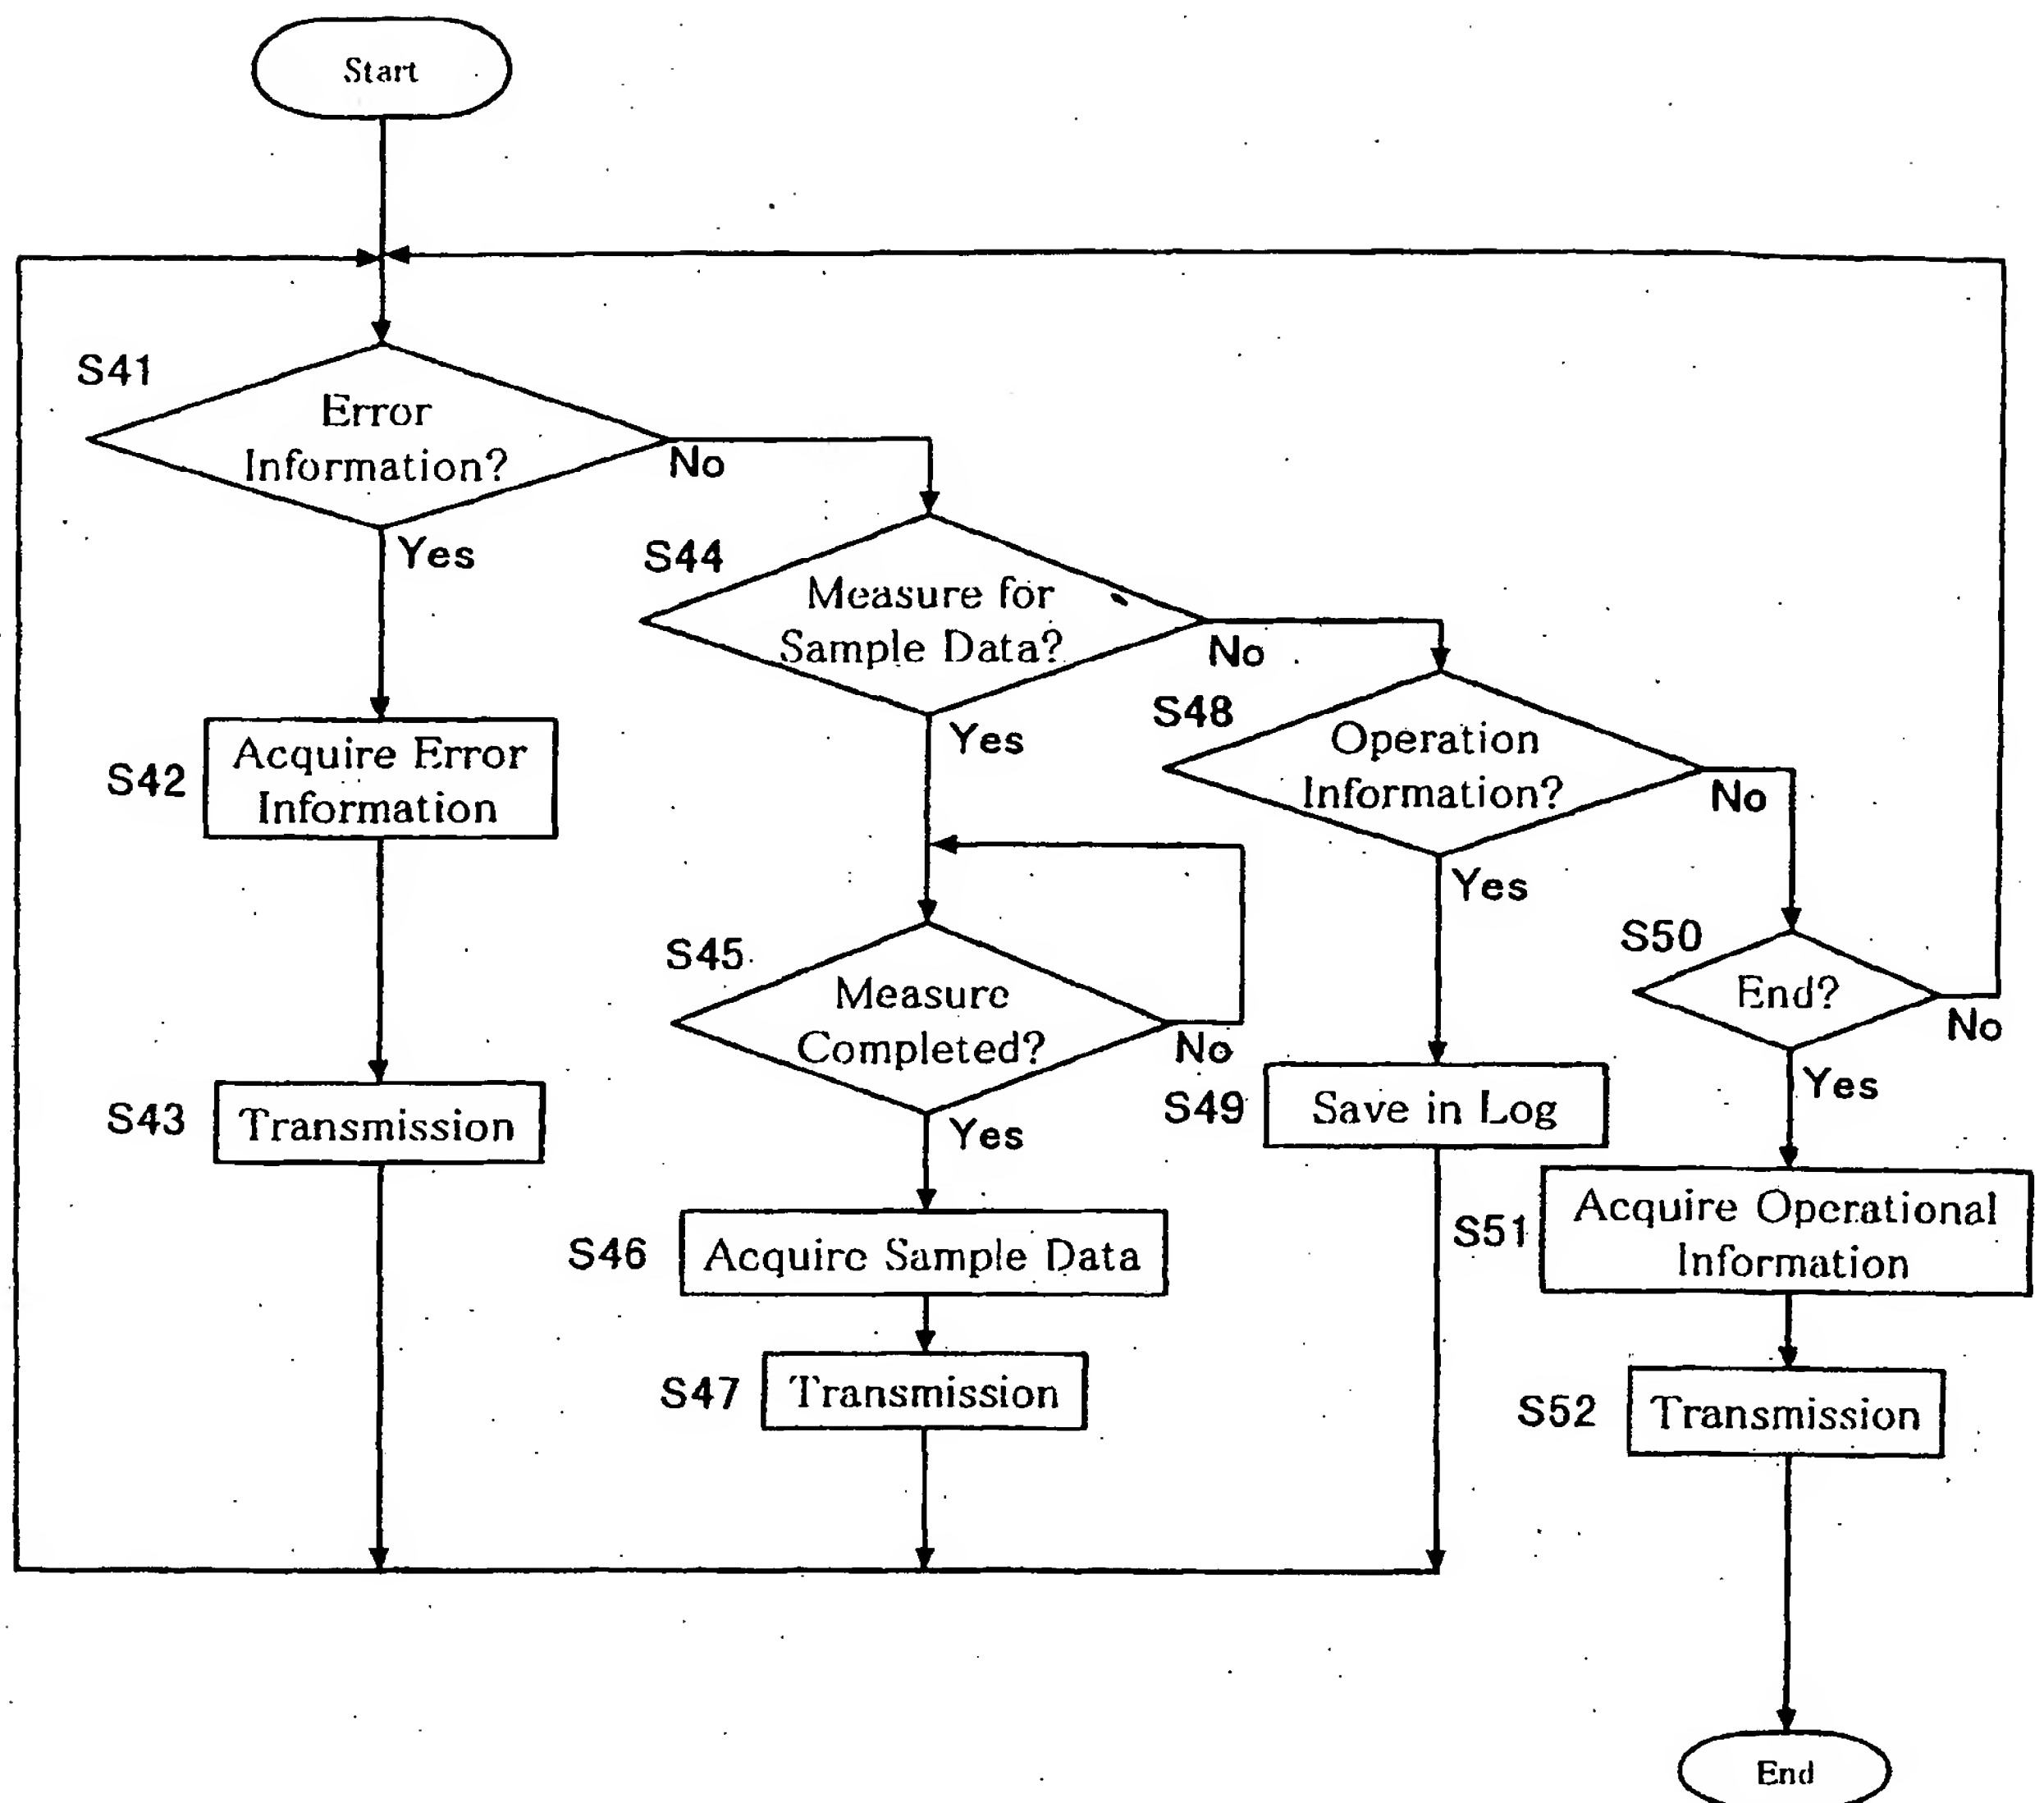 Start
S41
Error
Information?
No
Yes
S44
Measure for
Sample Data?
No
Yes
S42
Acquire Error
Information
S48
Operation
Information?
No
Yes
S45
Measure
Completed?
No
Yes
S50
End?
No
Yes
S43
Transmission
S49
Save in Log
S46
Acquire Sample Data
S51
Acquire Operational
Information
S47
Transmission
S52
Transmission
End